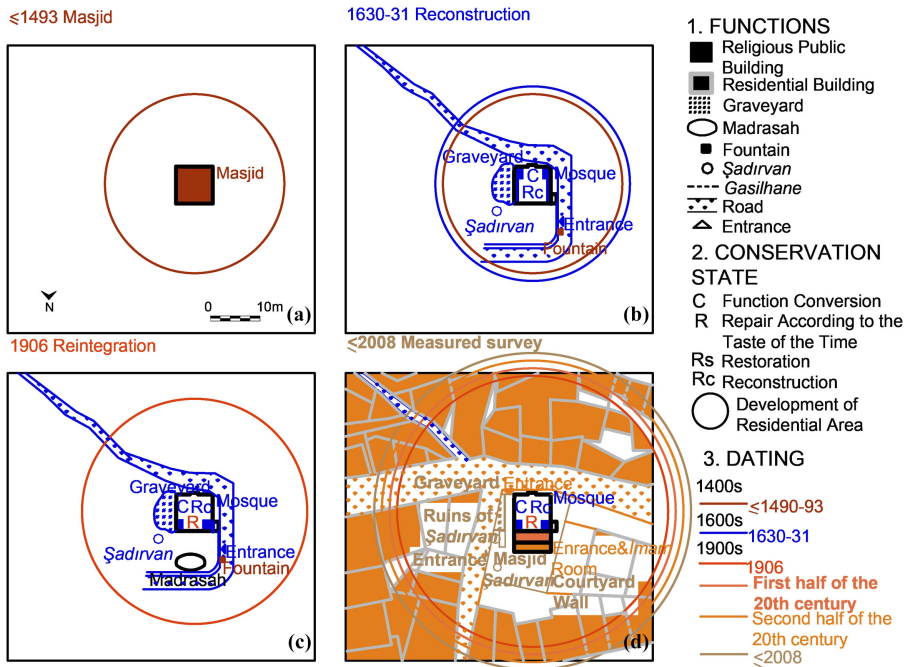 ≤1493 Masjid
Masjid
N
0 10m
(a)
1630-31 Reconstruction
Graveyard
C
Mosque
Rc
Şadırvan
Entrance
Fountain
(b)
1906 Reintegration
Graveyard
Mosque
C Rc
R
Şadırvan
Entrance
Fountain
Madrasah
(c)
≤2008 Measured survey
Graveyard
Entrance
Mosque
C Rc
R
Ruins of
Şadırvan
Enrance&Imam
Room
Entrance Masjid
Şadırvan
Courtyard
Wall
(d)
1. FUNCTIONS
Religious Public
Building
Residential Building
Graveyard
Madrasah
Fountain
Şadırvan
Gasilhane
Road
Entrance
2. CONSERVATION
STATE
C Function Conversion
R Repair According to the
Taste of the Time
Rs Restoration
Rc Reconstruction
Development of
Residential Area
3. DATING
1400s
≤1490-93
1600s
1630-31
1900s
1906
First half of the
20th century
Second half of the
20th century
≤2008